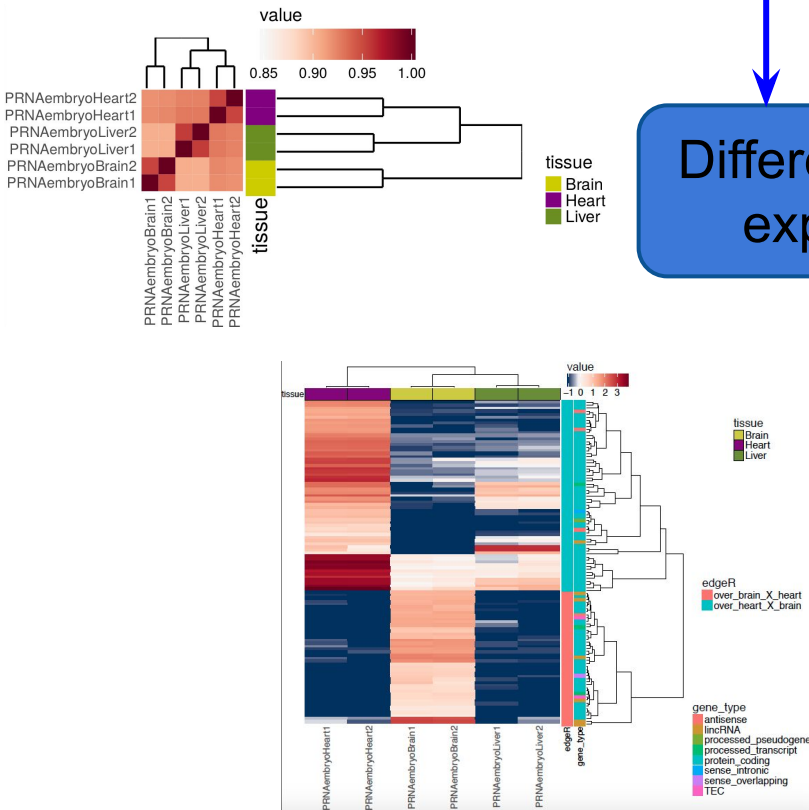 value
0.85 0.90 0.95 1.00
PRNAembryoHeart2
PRNAembryoHeart1
PRNAembryoLiver2
PRNAembryoLiver1
PRNAembryoBrain2
PRNAembryoBrain1
PRNAembryoBrain1
PRNAembryoBrain2
PRNAembryoLiver1
PRNAembryoLiver2
PRNAembryoHeart1
PRNAembryoHeart2
tissue
tissue
Brain
Heart
Liver
Differe
exp
value
-1 0 1 2 3
tissue
tissue
Brain
Heart
Liver
edgeR
over_brain_X_heart
over_heart_X_brain
PRNAembryoHeart1
PRNAembryoHeart2
PRNAembryoBrain1
PRNAembryoBrain2
PRNAembryoLiver1
PRNAembryoLiver2
edgeR
gene_type
gene_type
antisense
lincRNA
processed_pseudogene
processed_transcript
protein_coding
sense_intronic
sense_overlapping
TEC